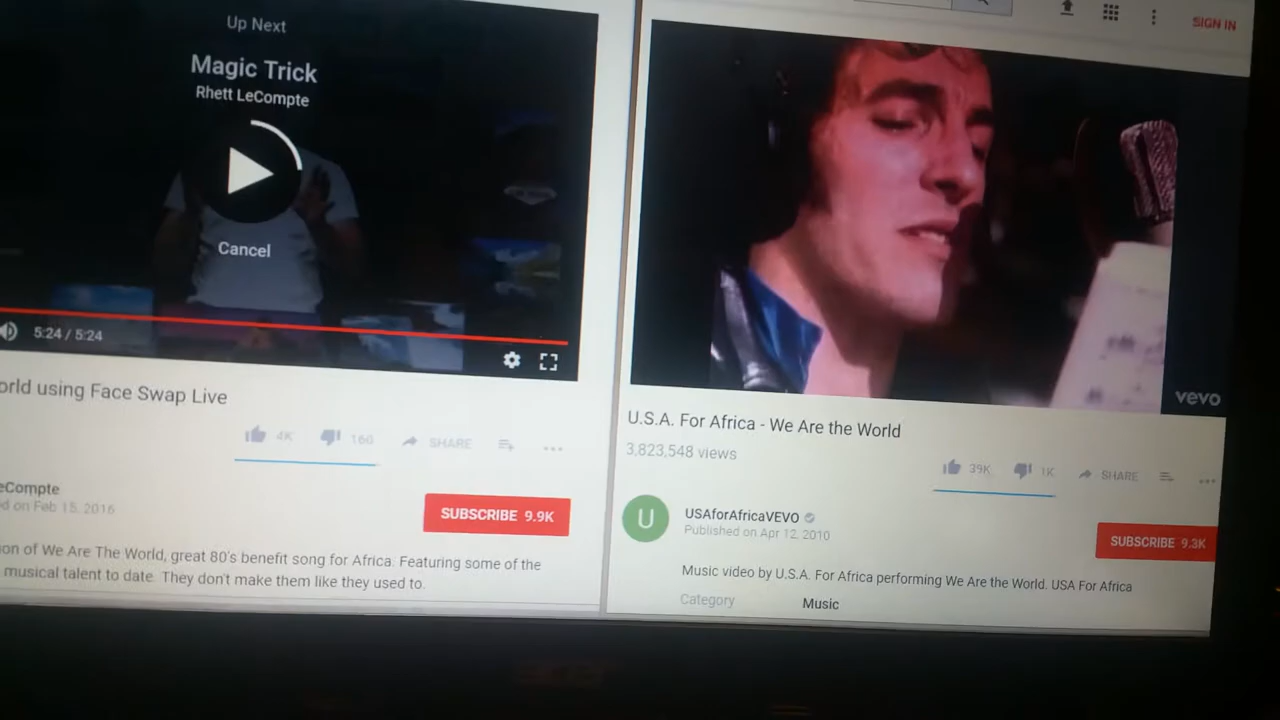 Up Next
Magic Trick
Rhett LeCompte
Cancel
5:24 / 5:24
orld using Face Swap Live
4K 160 SHARE
eCompte
d on Feb 15, 2016
SUBSCRIBE 9.9K
on of We Are The World, great 80's benefit song for Africa. Featuring some of the
musical talent to date. They don't make them like they used to.
SIGN IN
vevo
U.S.A. For Africa - We Are the World
3,823,548 views
39K 1K SHARE
U
USAforAfricaVEVO
Published on Apr 12, 2010
SUBSCRIBE 9.3K
Music video by U.S.A. For Africa performing We Are the World. USA For Africa
Category Music